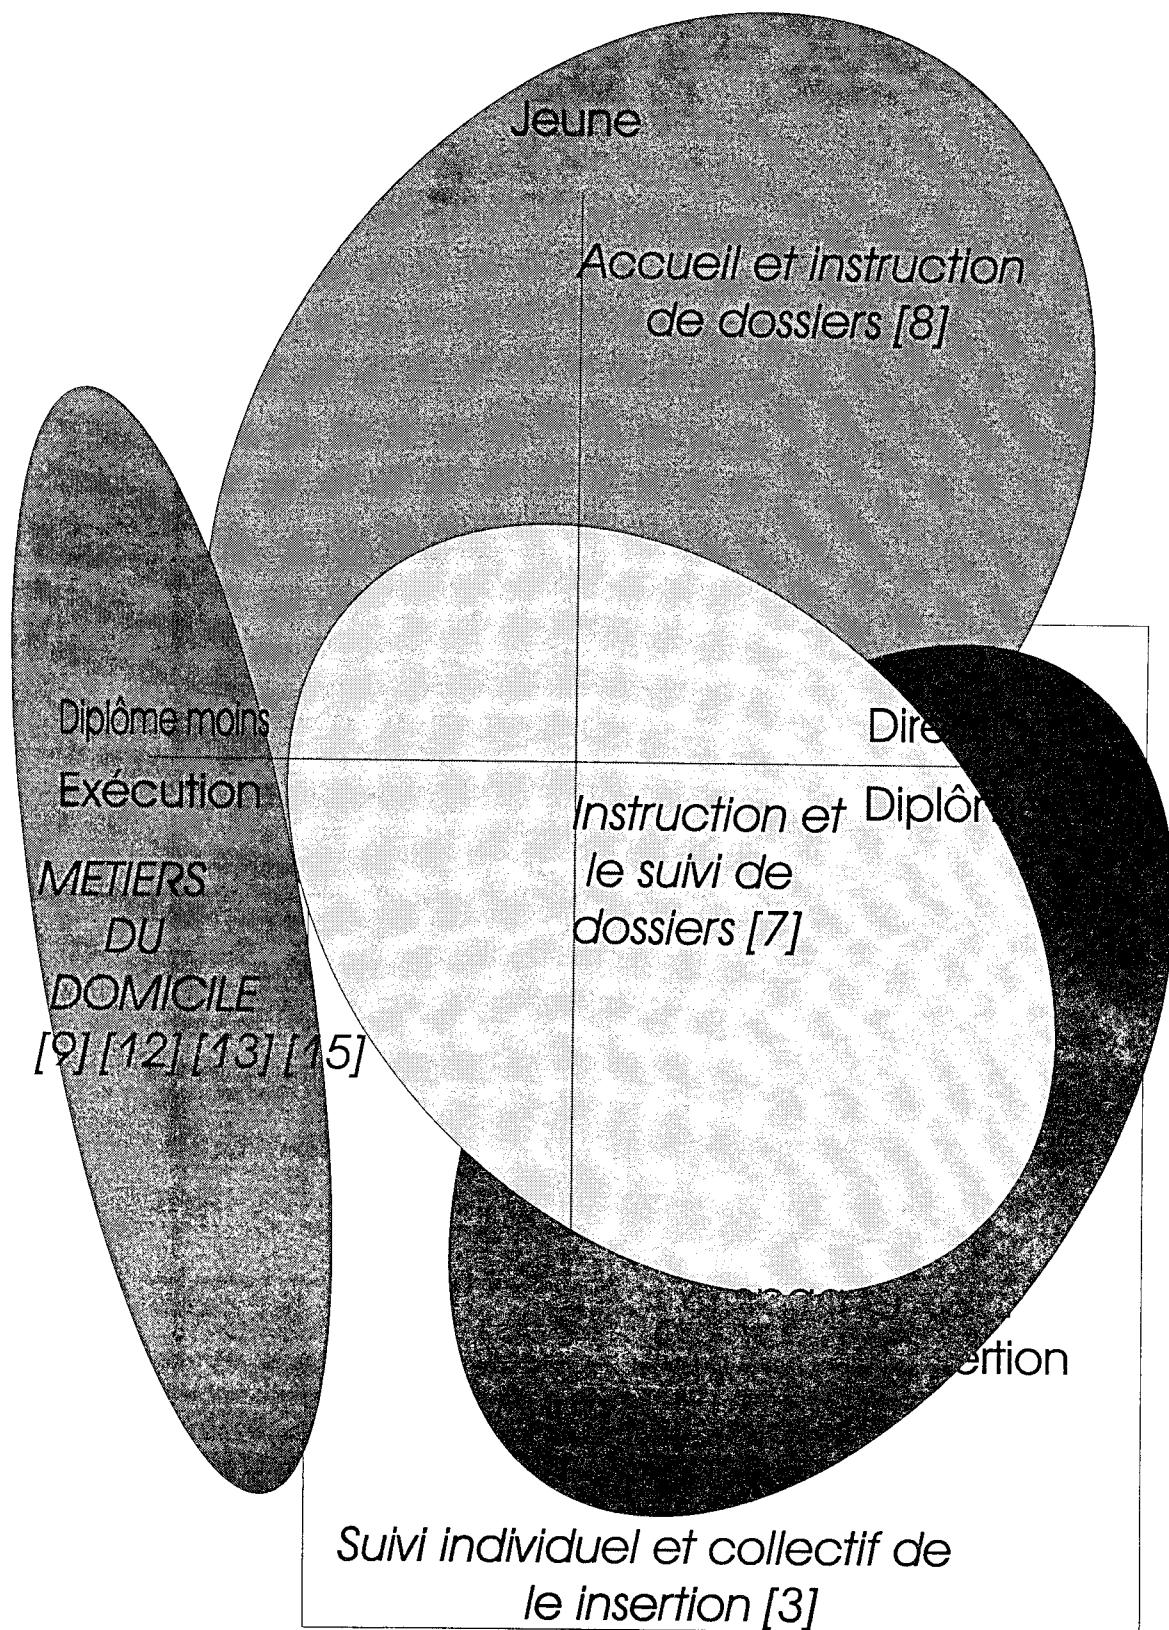 Jeune
Accueil et instruction
de dossiers [8]
Diplôme moins
Exécution
METIERS
DU
DOMICILE
[9] [12] [13] [15]
Instruction et
le suivi de
dossiers [7]
Suivi individuel et collectif de
le insertion [3]